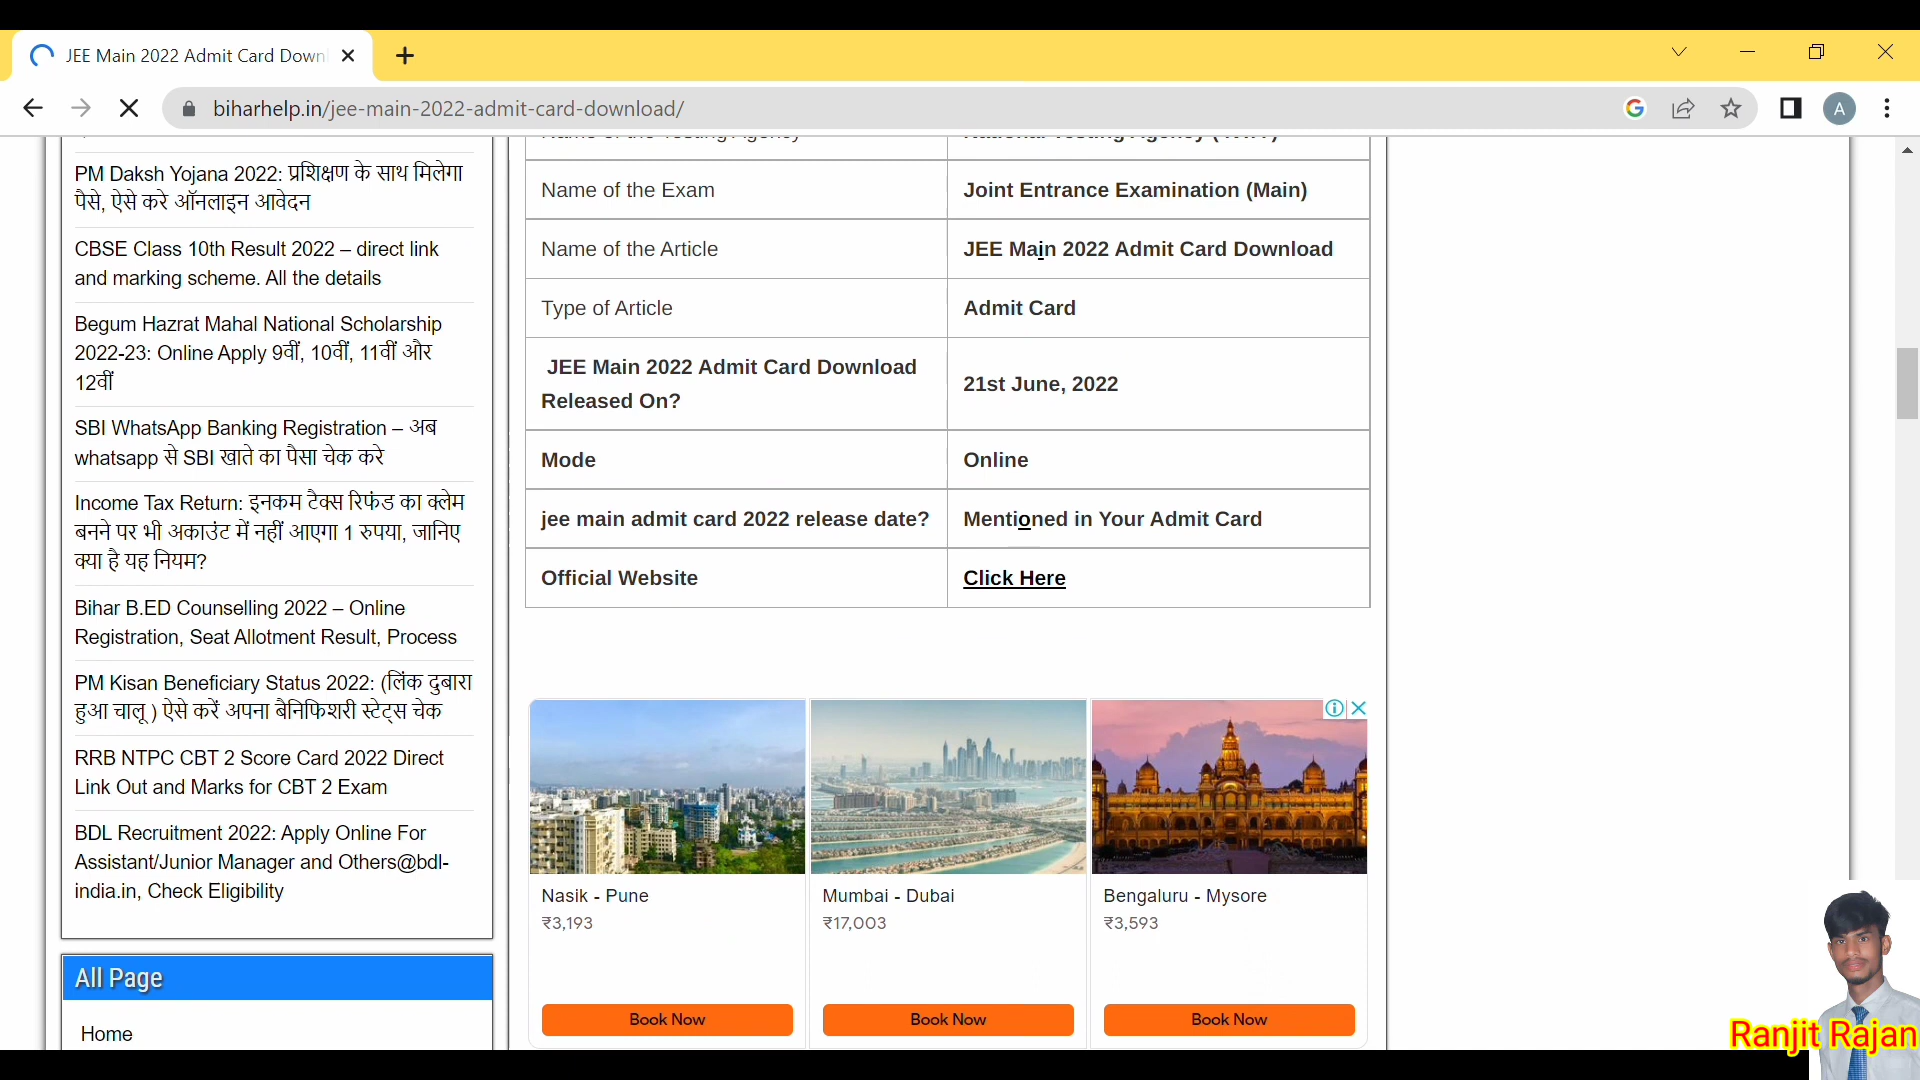 JEE Main 2022 Admit Card Down
biharhelp.in/jee-main-2022-admit-card-download/
A
PM Daksh Yojana 2022: प्रशिक्षण के साथ मिलेगा
पैसे, ऐसे करे ऑनलाइन आवेदन
CBSE Class 10th Result 2022 – direct link
and marking scheme. All the details
Begum Hazrat Mahal National Scholarship
2022-23: Online Apply 9वीं, 10वीं, 11वीं और
12वीं
SBI WhatsApp Banking Registration – अब
whatsapp से SBI खाते का पैसा चेक करे
Income Tax Return: इनकम टैक्स रिफंड का क्लेम
बनने पर भी अकाउंट में नहीं आएगा 1 रुपया, जानिए
क्या है यह नियम?
Bihar B.ED Counselling 2022 – Online
Registration, Seat Allotment Result, Process
PM Kisan Beneficiary Status 2022: (लिंक दुबारा
हुआ चालू ) ऐसे करें अपना बैनिफिशरी स्टेट्स चेक
RRB NTPC CBT 2 Score Card 2022 Direct
Link Out and Marks for CBT 2 Exam
BDL Recruitment 2022: Apply Online For
Assistant/Junior Manager and Others@bdl-
india.in, Check Eligibility
All Page
Home
Name of the Exam Joint Entrance Examination (Main)
Name of the Article JEE Main 2022 Admit Card Download
Type of Article Admit Card
JEE Main 2022 Admit Card Download
Released On? 21st June, 2022
Mode Online
jee main admit card 2022 release date? Mentioned in Your Admit Card
Official Website Click Here
Nasik - Pune Mumbai - Dubai Bengaluru - Mysore
₹3,193 ₹17,003 ₹3,593
Book Now Book Now Book Now
Ranjit Rajan